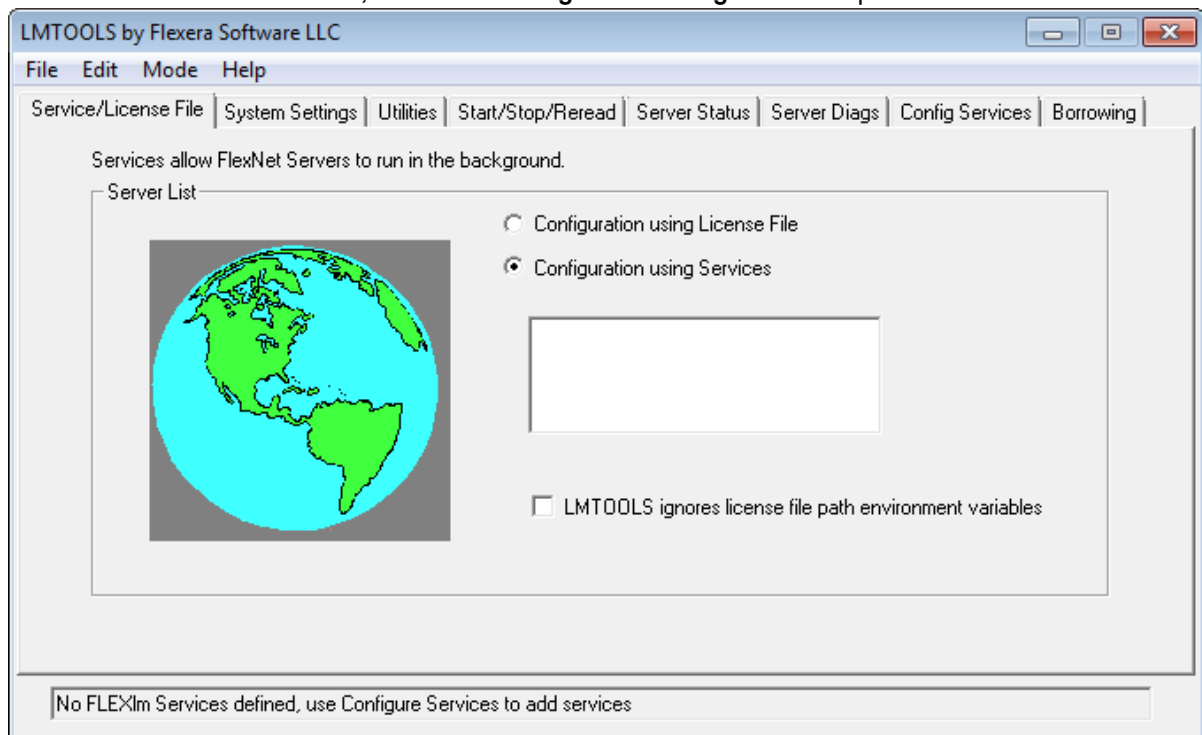 LMTOOLS by Flexera Software LLC
File Edit Mode Help
Service/License File System Settings Utilities Start/Stop/Reread Server Status Server Diags Config Services Borrowing
Services allow FlexNet Servers to run in the background.
Server List
Configuration using License File
Configuration using Services
LMTOOLS ignores license file path environment variables
No FLEXlm Services defined, use Configure Services to add services